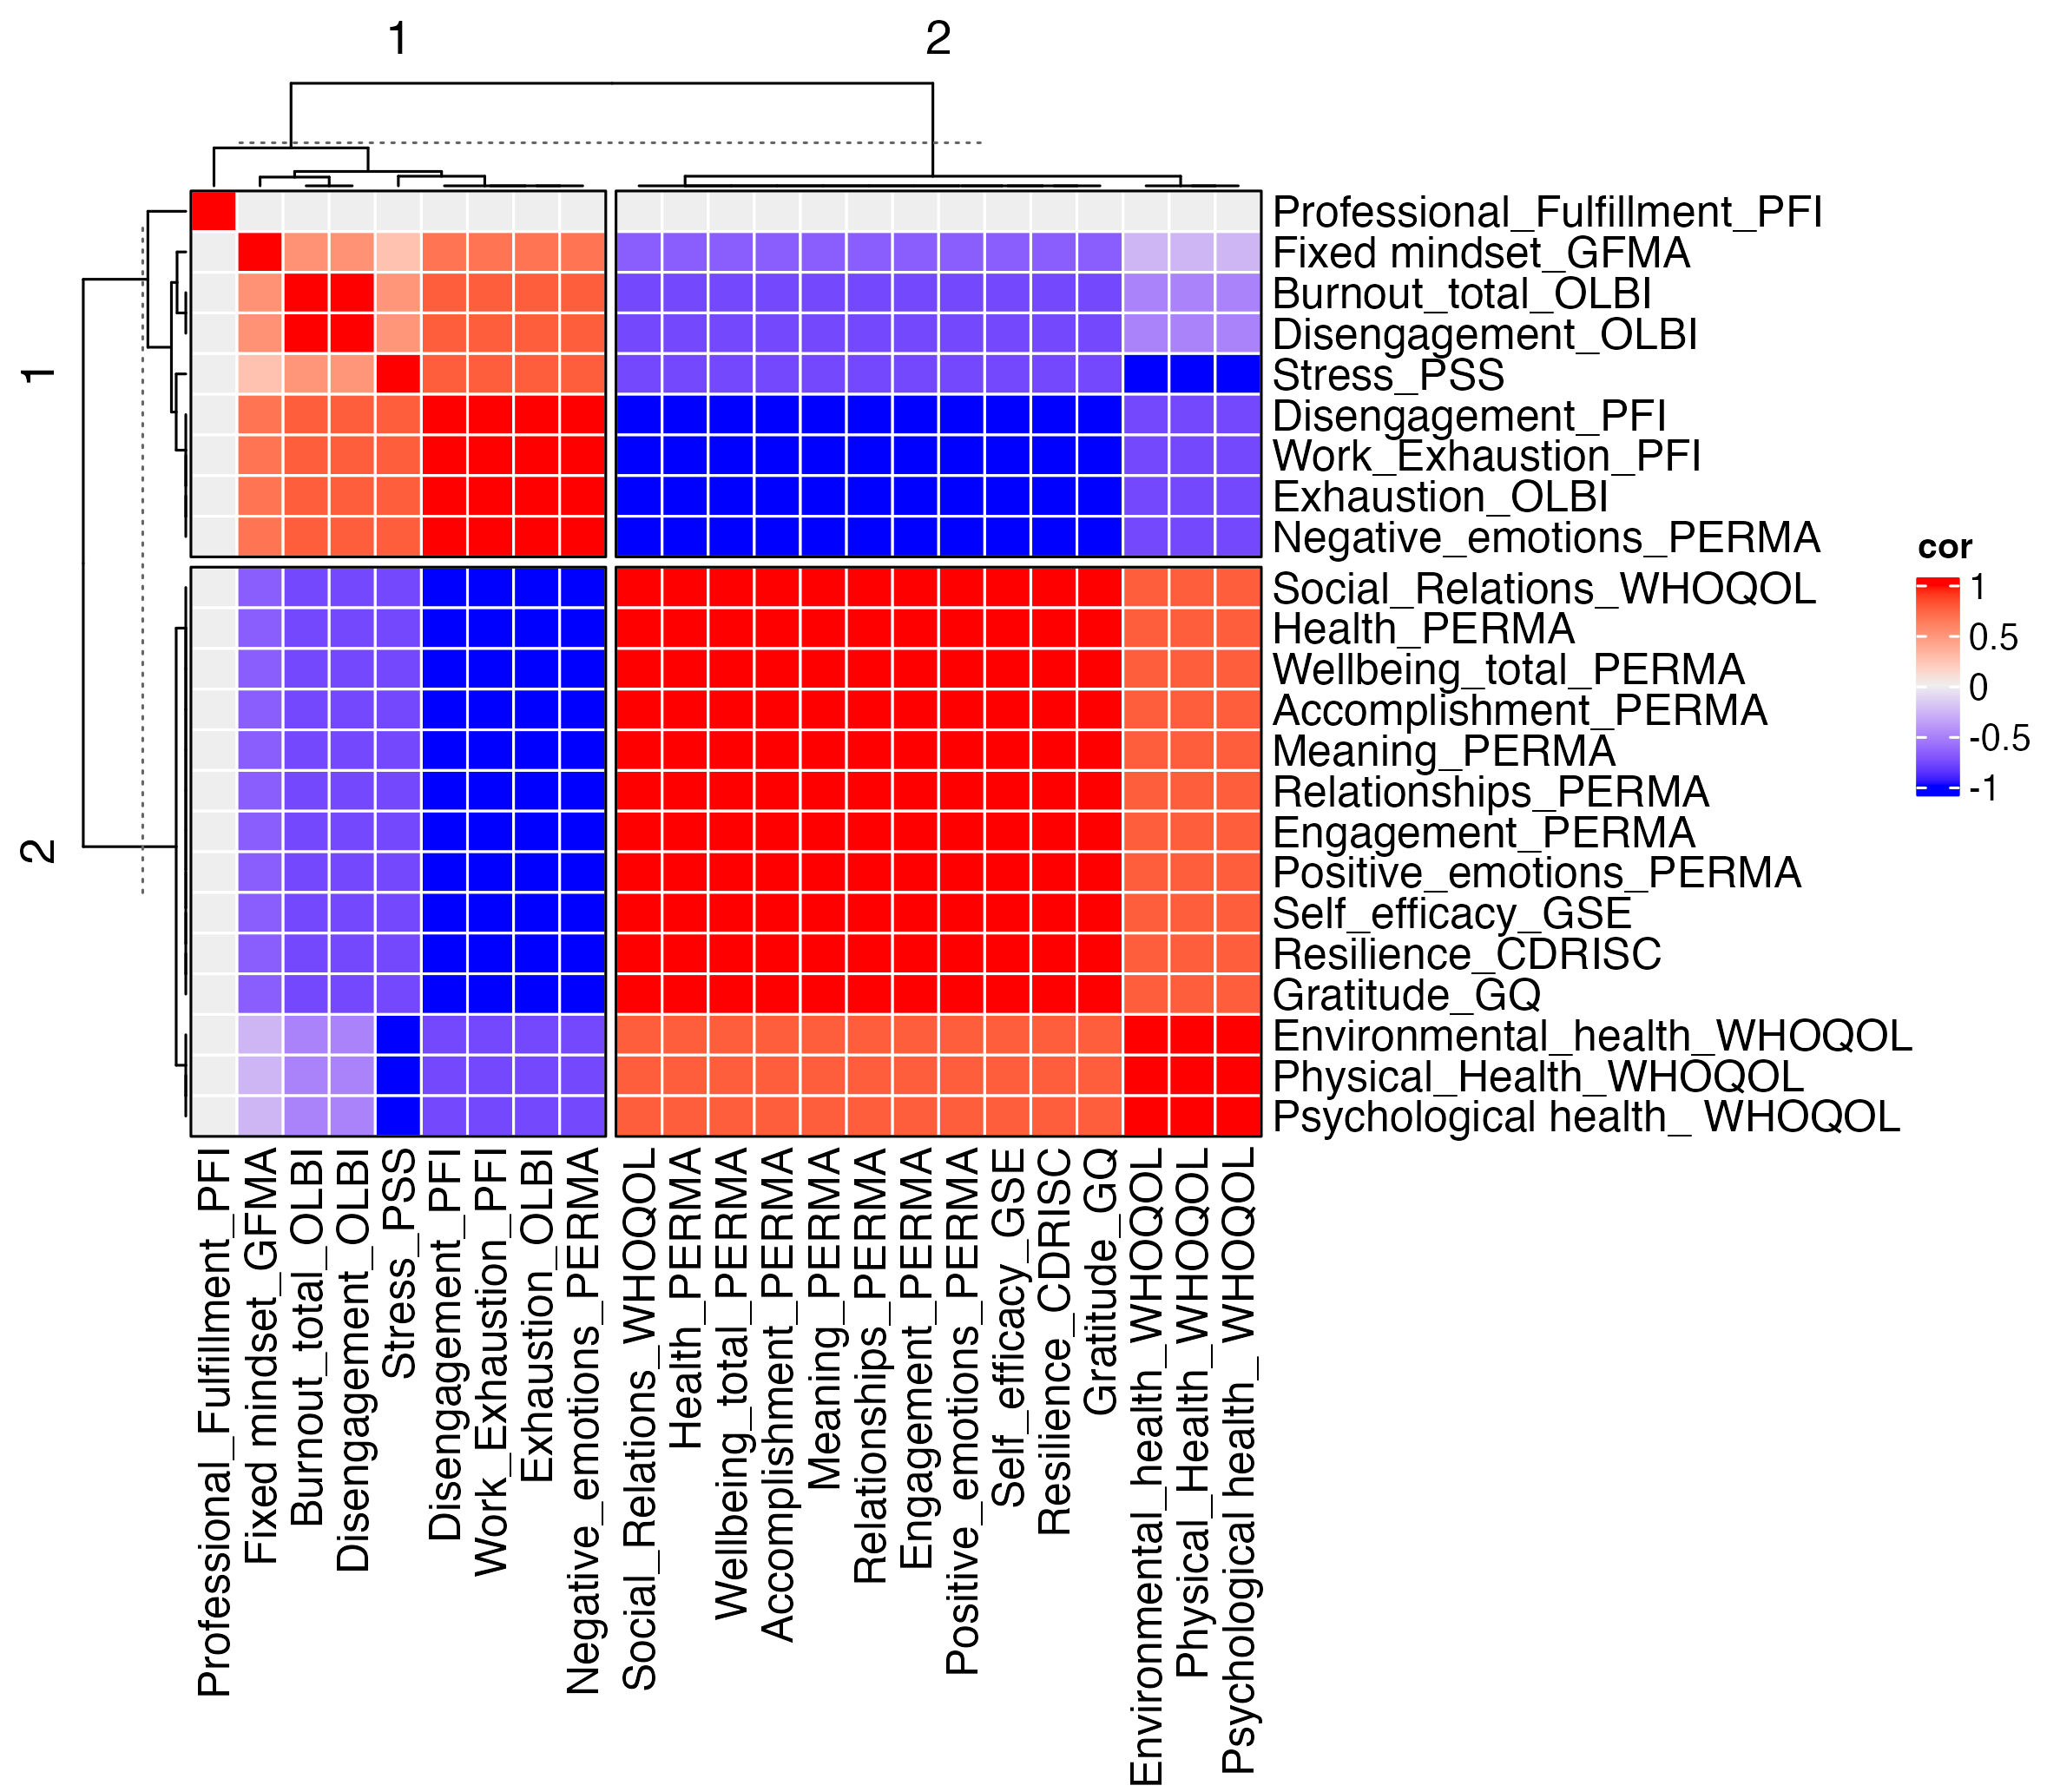 1
2
1
2
Professional_Fulfillment_PFI
Fixed mindset_GFMA
Burnout_total_OLBI
Disengagement_OLBI
Stress_PSS
Disengagement_PFI
Work_Exhaustion_PFI
Exhaustion_OLBI
Negative_emotions_PERMA
Social_Relations_WHOQOL
Health_PERMA
Wellbeing_total_PERMA
Accomplishment_PERMA
Meaning_PERMA
Relationships_PERMA
Engagement_PERMA
Positive_emotions_PERMA
Self_efficacy_GSE
Resilience_CDRISC
Gratitude_GQ
Environmental_health_WHOQOL
Physical_Health_WHOQOL
Psychological health_ WHOQOL
cor
1
0.5
0
-0.5
-1
Professional_Fulfillment_PFI
Fixed mindset_GFMA
Burnout_total_OLBI
Disengagement_OLBI
Stress_PSS
Disengagement_PFI
Work_Exhaustion_PFI
Exhaustion_OLBI
Negative_emotions_PERMA
Social_Relations_WHOQOL
Health_PERMA
Wellbeing_total_PERMA
Accomplishment_PERMA
Meaning_PERMA
Relationships_PERMA
Engagement_PERMA
Positive_emotions_PERMA
Self_efficacy_GSE
Resilience_CDRISC
Gratitude_GQ
Environmental_health_WHOQOL
Physical_Health_WHOQOL
Psychological health_ WHOQOL